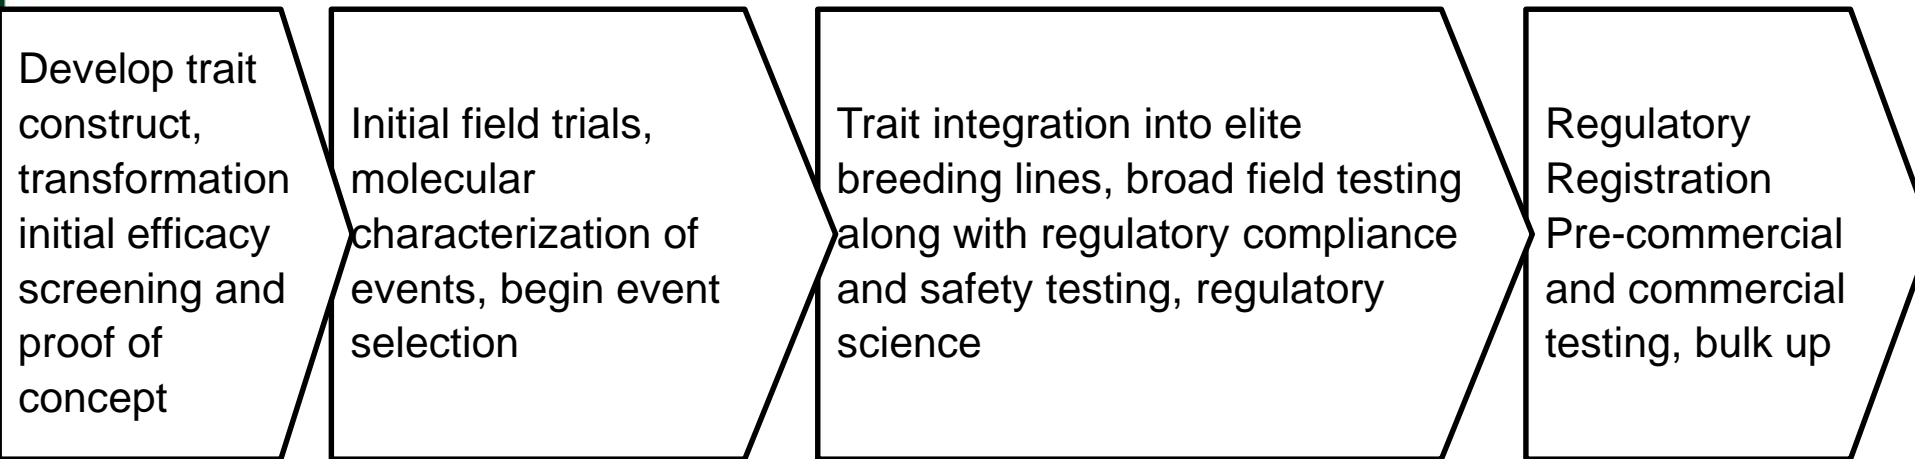 Develop trait
construct,
transformation
initial efficacy
screening and
proof of
concept
Initial field trials,
molecular
characterization of
events, begin event
selection
Trait integration into elite
breeding lines, broad field testing
along with regulatory compliance
and safety testing, regulatory
science
Regulatory
Registration
Pre-commercial
and commercial
testing, bulk up